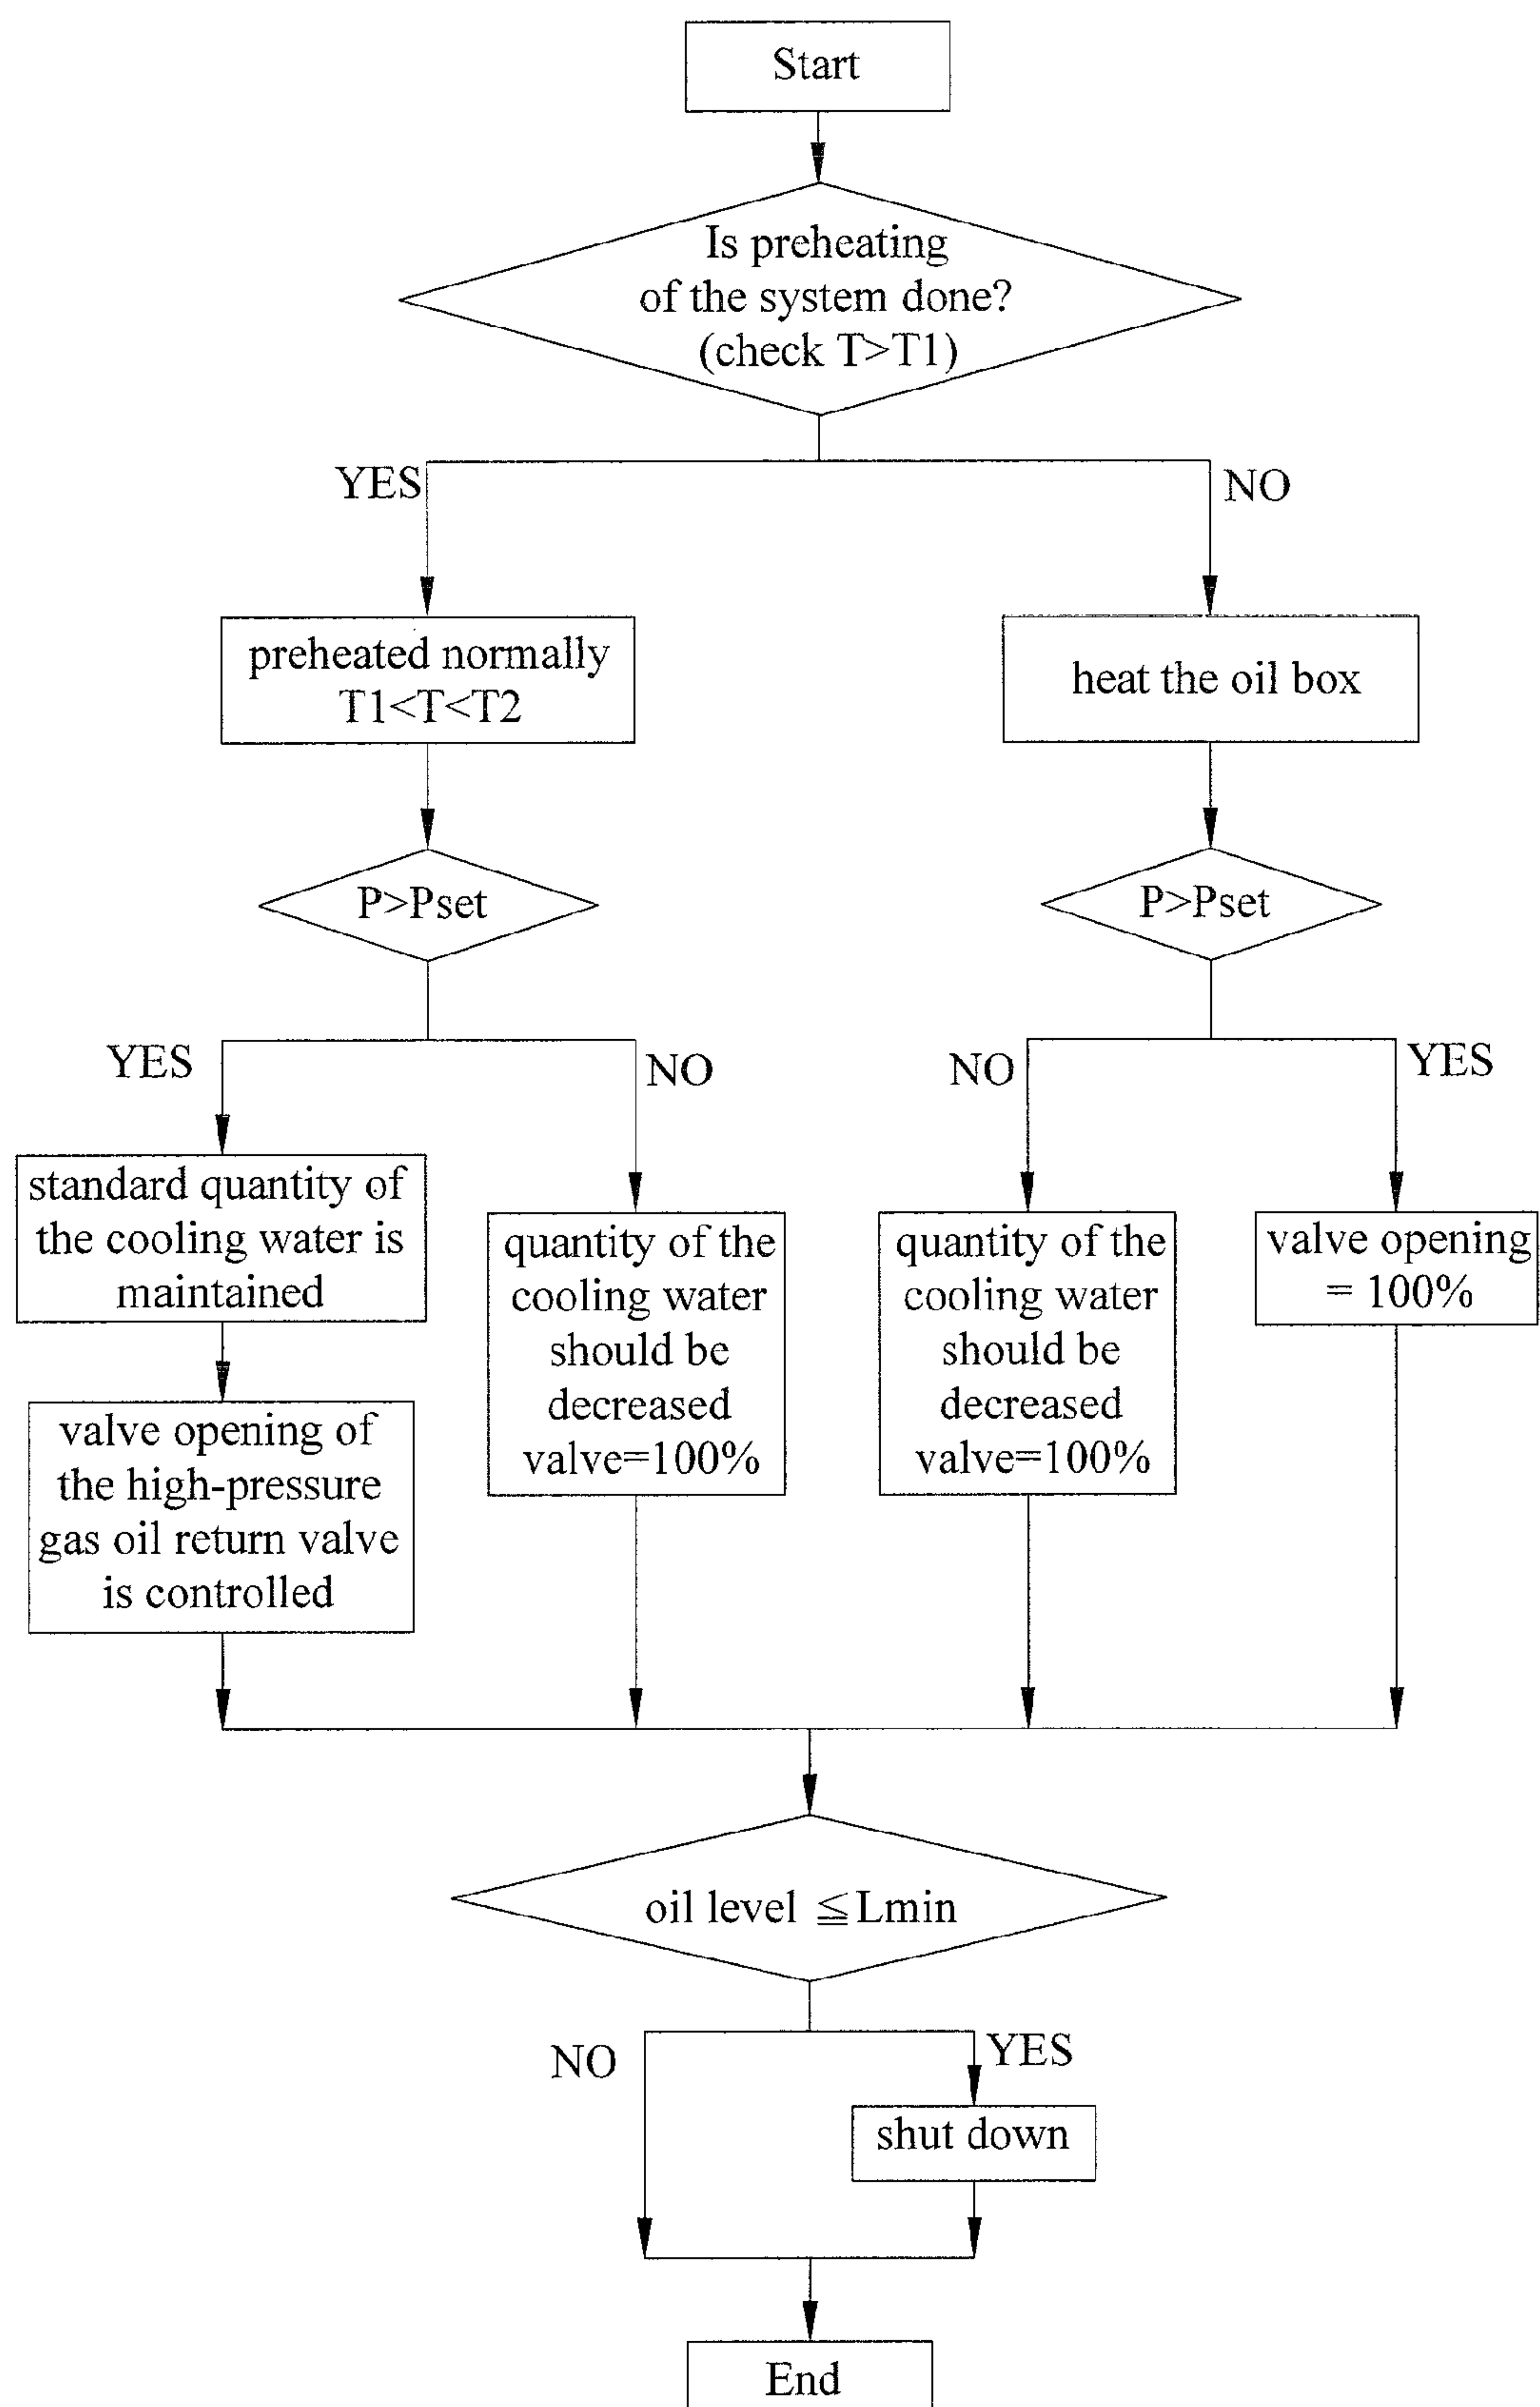 Start
Is preheating
of the system done?
(check T>T1)
YES
NO
preheated normally
T1<T<T2
heat the oil box
P>Pset
P>Pset
YES
NO
NO
YES
standard quantity of
the cooling water is
maintained
quantity of the
cooling water
should be
decreased
valve=100%
quantity of the
cooling water
should be
decreased
valve=100%
valve opening
= 100%
valve opening of
the high-pressure
gas oil return valve
is controlled
oil level ≦Lmin
NO
YES
shut down
End